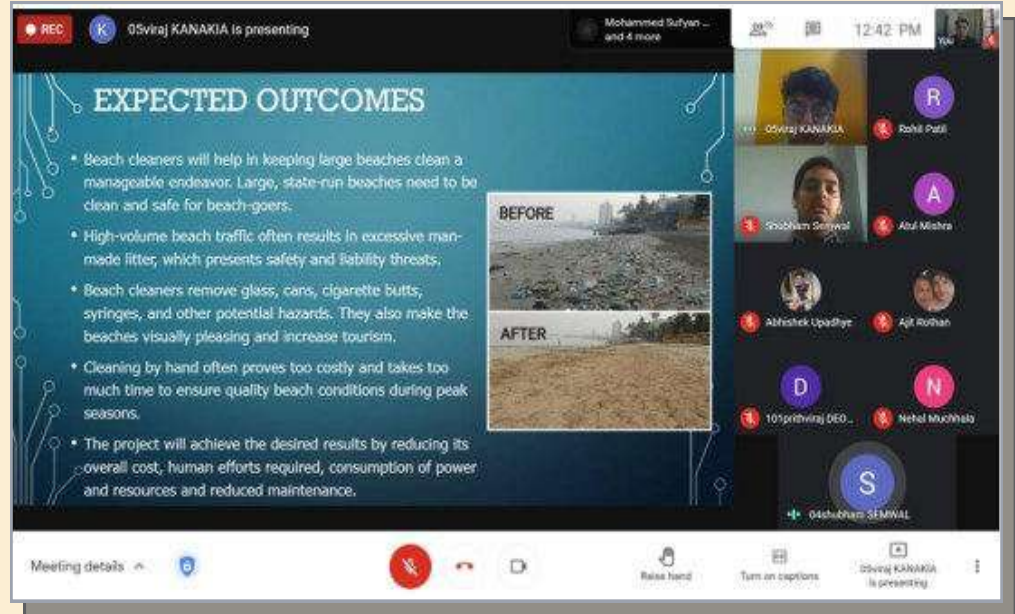 REC
K
05viraj KANAKIA is presenting
Mohammed Sufyan ...
and 4 more
12:42 PM
You
EXPECTED OUTCOMES
• Beach cleaners will help in keeping large beaches clean a
manageable endeavor. Large, state-run beaches need to be
clean and safe for beach-goers.
• High-volume beach traffic often results in excessive man-
made litter, which presents safety and liability threats.
• Beach cleaners remove glass, cans, cigarette butts,
syringes, and other potential hazards. They also make the
beaches visually pleasing and increase tourism.
• Cleaning by hand often proves too costly and takes too
much time to ensure quality beach conditions during peak
seasons.
• The project will achieve the desired results by reducing its
overall cost, human efforts required, consumption of power
and resources and reduced maintenance.
BEFORE
AFTER
05viraj KANAKIA
R
Rohil Patil
Shubham Semwal
A
Atul Mishra
Abhishek Upadhye
Ajit Rothan
D
101prithviraj DEO...
N
Nehal Muchhala
S
04shubham SEMWAL
Meeting details
Raise hand
Turn on captions
05viraj KANAKIA
is presenting